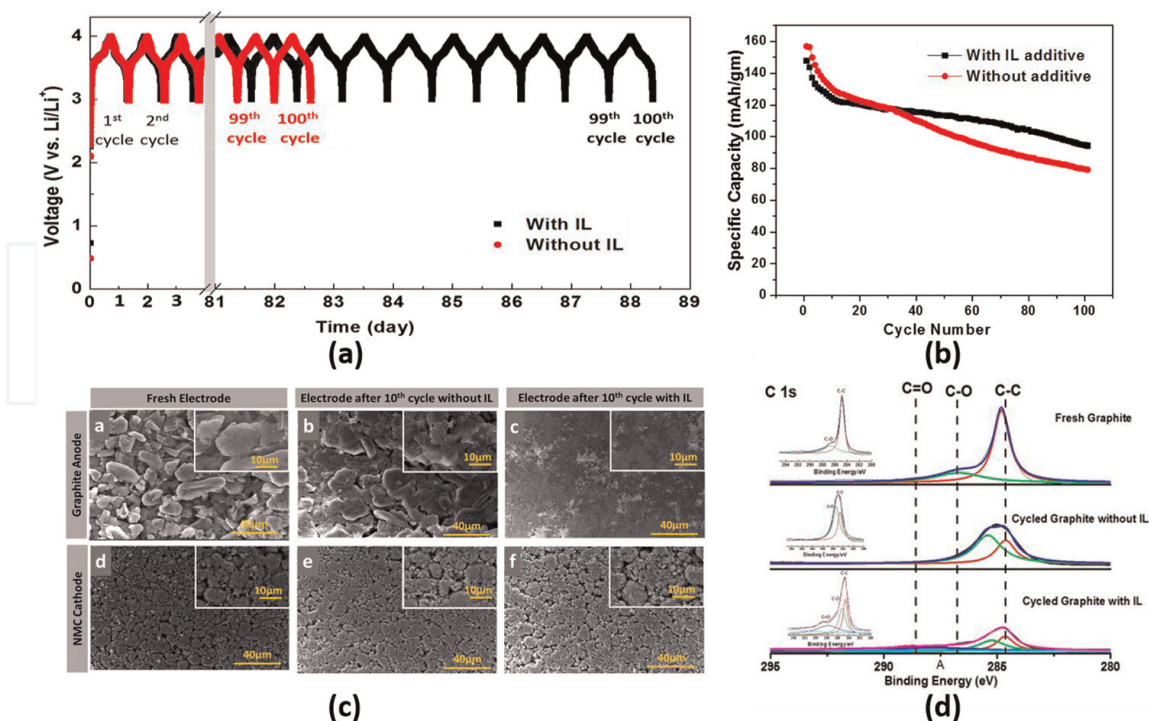 (a)
4
3
2
1
0
Voltage (V vs. Li/Li+)
1st
cycle
2nd
cycle
99th
cycle
100th
cycle
99th
cycle
100th
cycle
With IL
Without IL
0 1 2 3 81 82 83 84 85 86 87 88 89
Time (day)
(b)
160
140
120
100
80
60
40
20
0
Specific Capacity (mAh/gm)
With IL additive
Without additive
0 20 40 60 80 100
Cycle Number
Fresh Electrode
Electrode after 10th cycle without IL
Electrode after 10th cycle with IL
Graphite Anode
a
10μm
b
10μm
40μm
c
10μm
40μm
NMC Cathode
d
10μm
40μm
e
10μm
40μm
f
10μm
40μm
(c)
C 1s
C=O
C-O
C-C
Fresh Graphite
C-C
C-O
Binding Energy/eV
Cycled Graphite without IL
Binding Energy/eV
Cycled Graphite with IL
C-C
C-O
C=O
Binding Energy/eV
295 290 285 280
A
Binding Energy (eV)
(d)